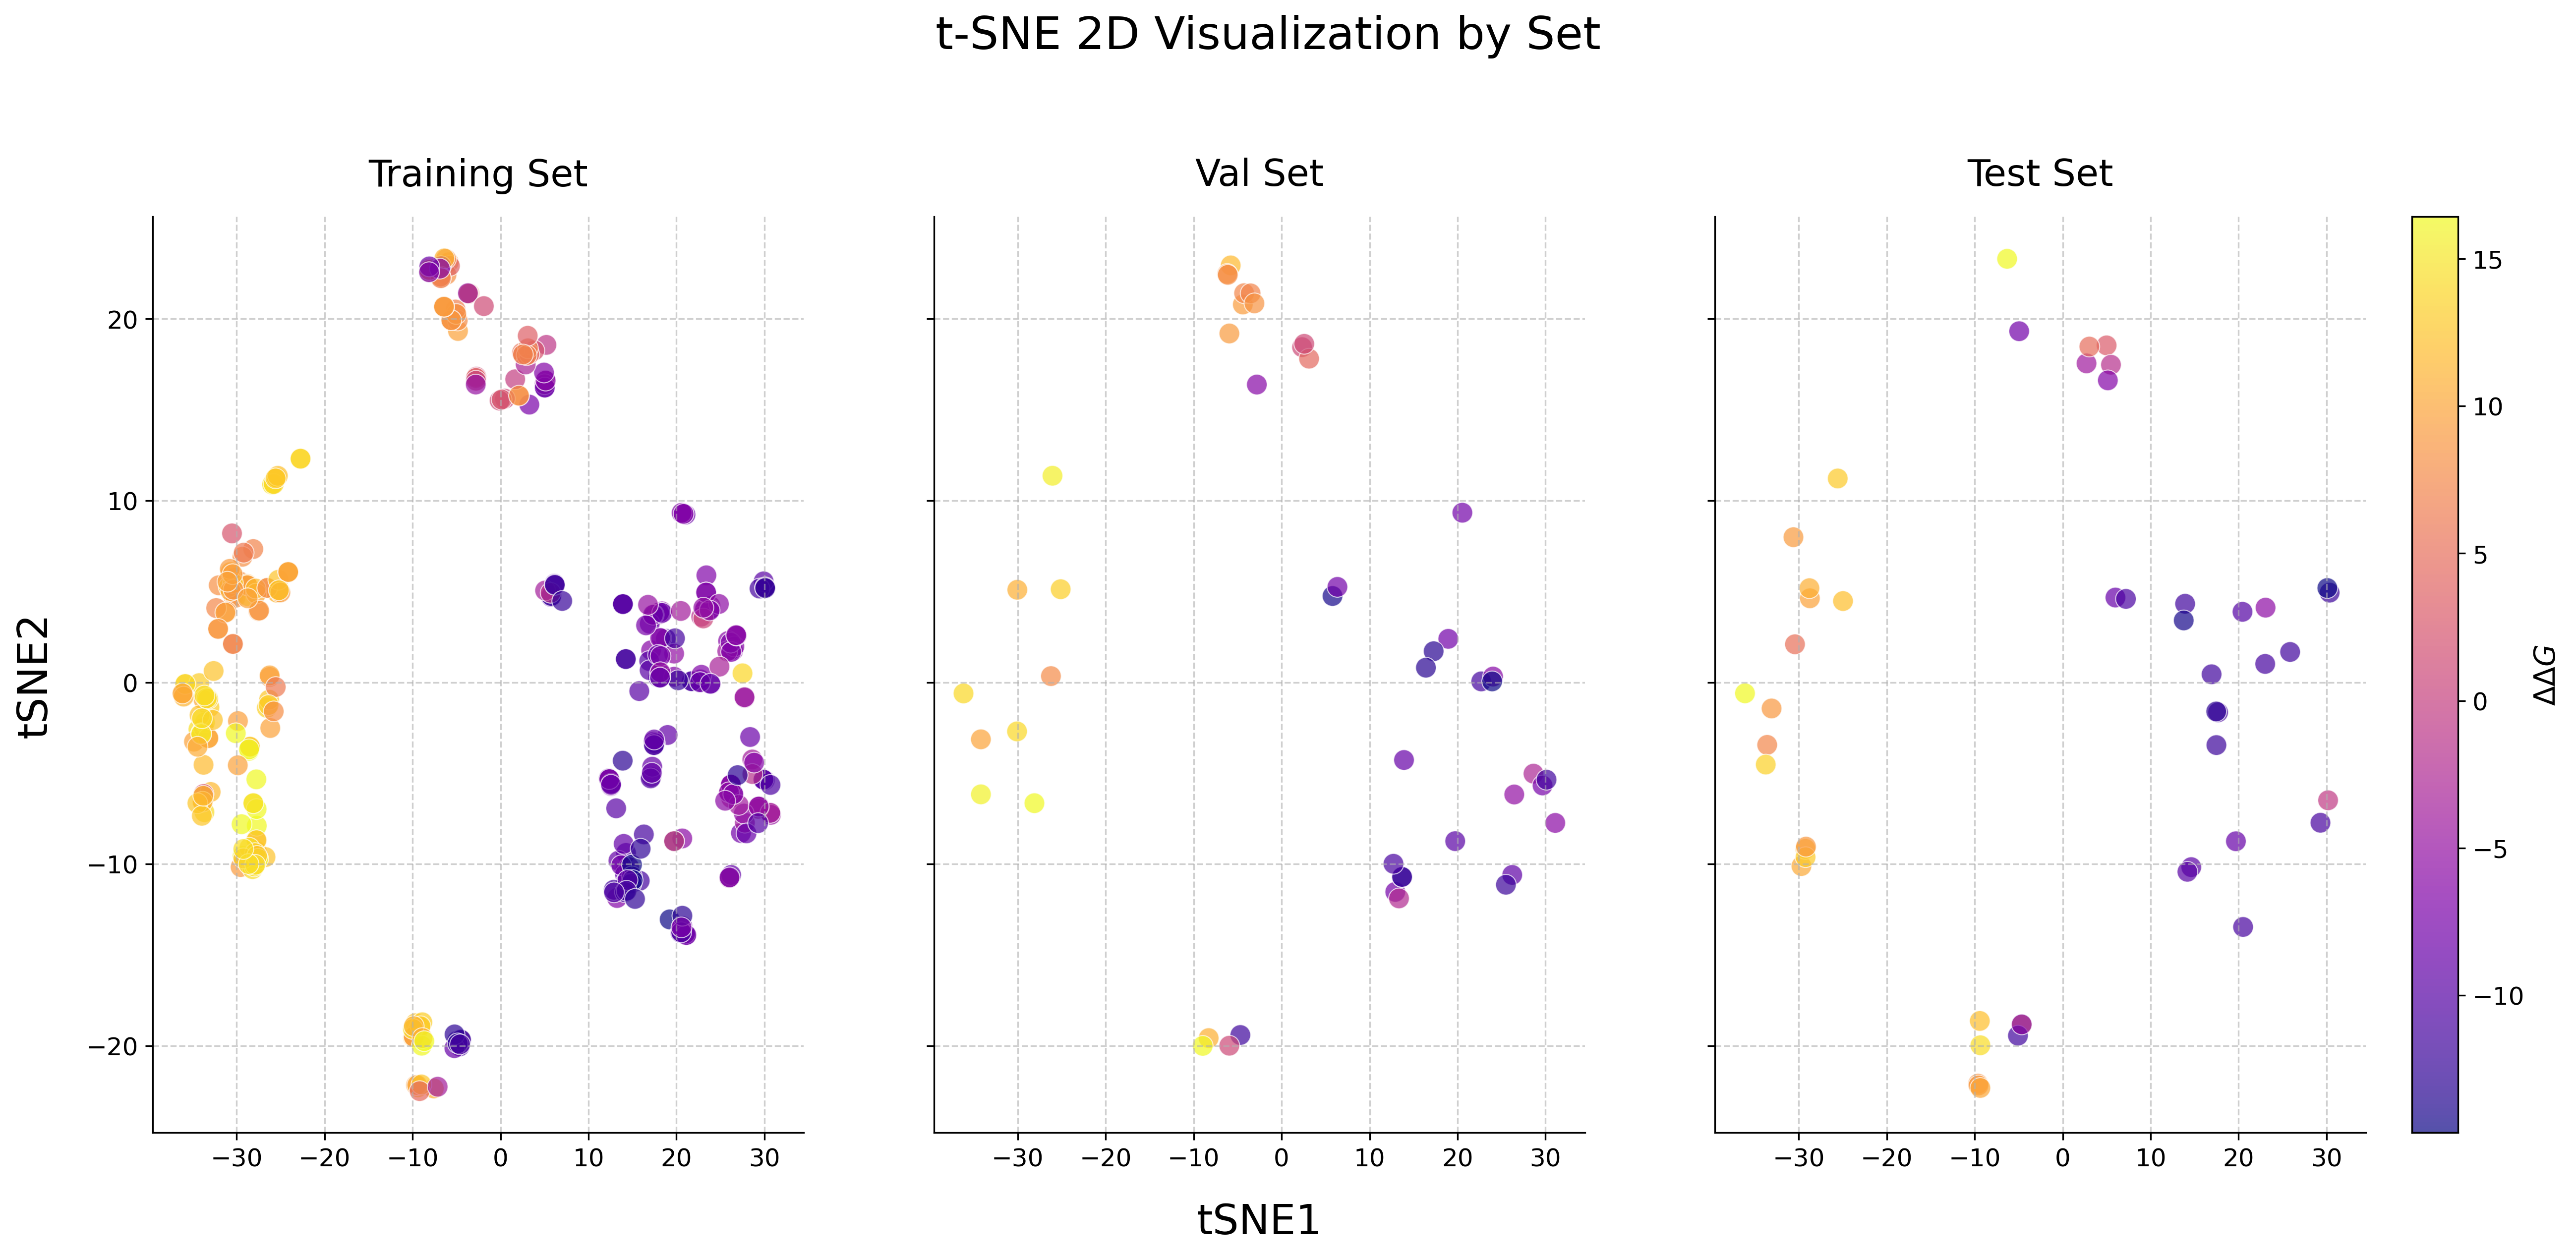 t-SNE 2D Visualization by Set
Training Set
Val Set
Test Set
20
10
0
−10
−20
tSNE2
−30 −20 −10 0 10 20 30
−30 −20 −10 0 10 20 30
−30 −20 −10 0 10 20 30
tSNE1
15
10
5
0
−5
−10
ΔΔG